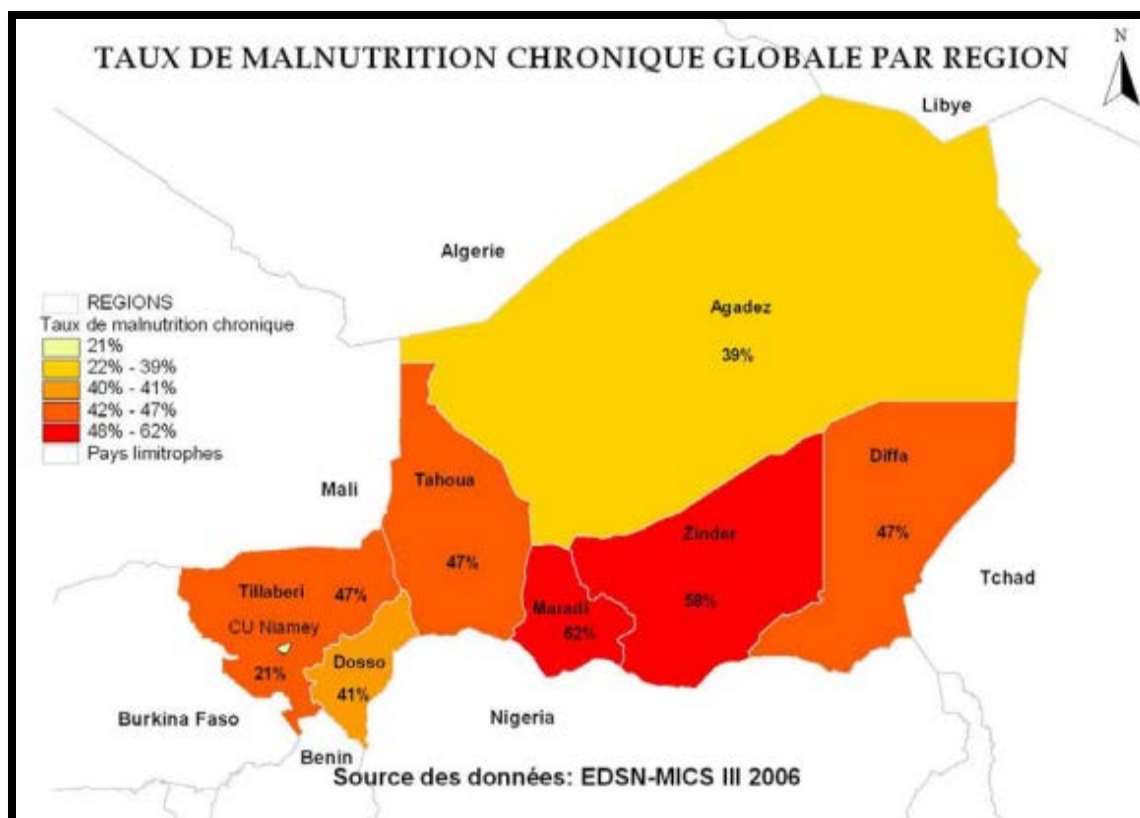 TAUX DE MALNUTRITION CHRONIQUE GLOBALE PAR REGION
N
Libye
Algerie
Agadez
39%
REGIONS
Taux de malnutrition chronique
21%
22% - 39%
40% - 41%
42% - 47%
48% - 62%
Pays limitrophes
Mali
Tahoua
47%
Diffa
47%
Zinder
58%
Tchad
Tillaberi
47%
CU Niamey
21%
Maradi
62%
Dosso
41%
Burkina Faso
Nigeria
Benin
Source des données: EDSN-MICS III 2006